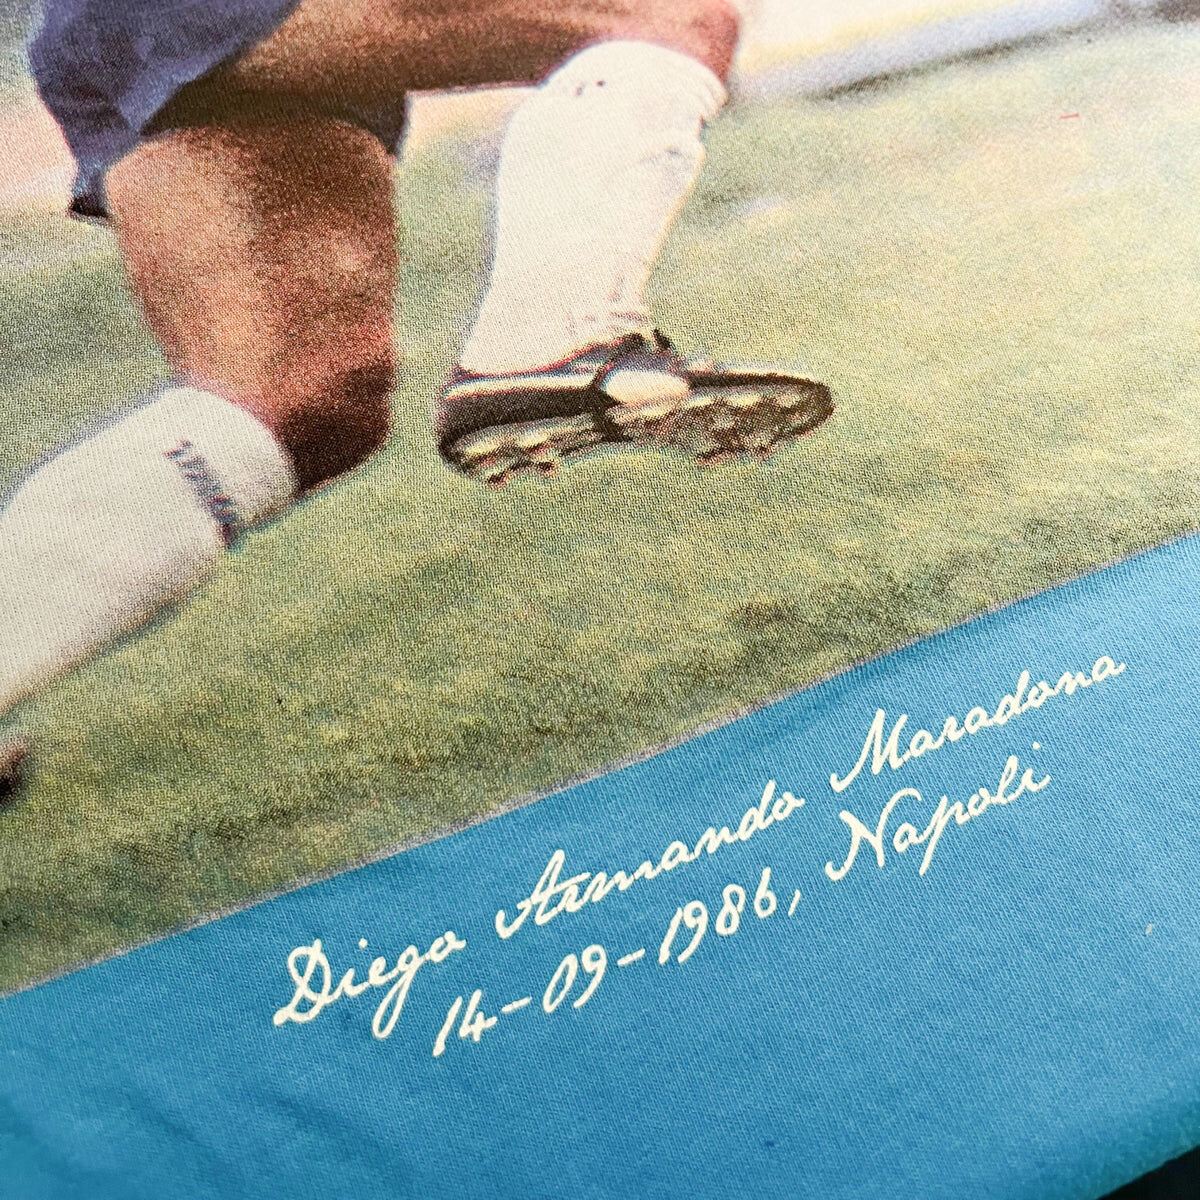 Diego Armando Maradona
14-09-1986, Napoli